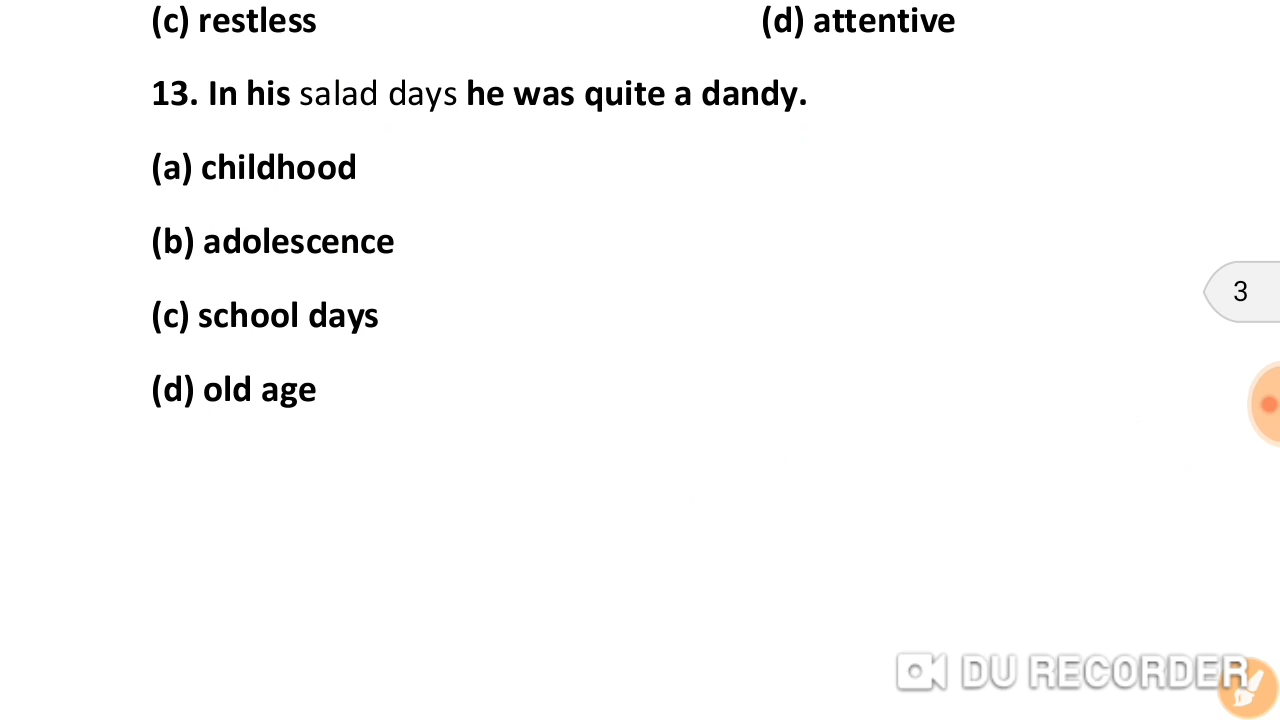 (c) restless (d) attentive
13. In his salad days he was quite a dandy.
(a) childhood
(b) adolescence
(c) school days
(d) old age
3
DU RECORDER